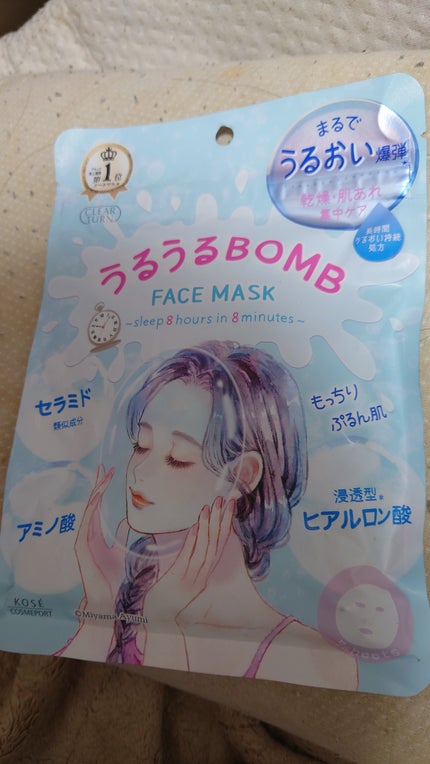 まるで
うるおい爆弾
乾燥・肌あれ
集中ケア
長時間
うるおい持続
処方
1位
CLEAR
TURN
うるうるBOMB
FACE MASK
~sleep 8 hours in 8 minutes~
セラミド
類似成分
もっちり
ぷるん肌
アミノ酸
浸透型※
ヒアルロン酸
KOSÉ
COSMEPORT
©Miyama Ayumi